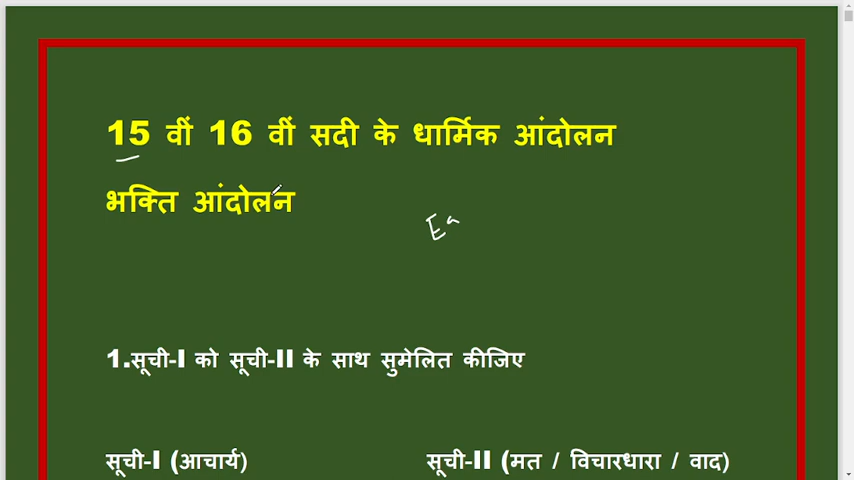 15 वीं 16 वीं सदी के धार्मिक आंदोलन
भक्ति आंदोलन
1.सूची-I को सूची-II के साथ सुमेलित कीजिए
सूची-I (आचार्य) सूची-II (मत / विचारधारा / वाद)